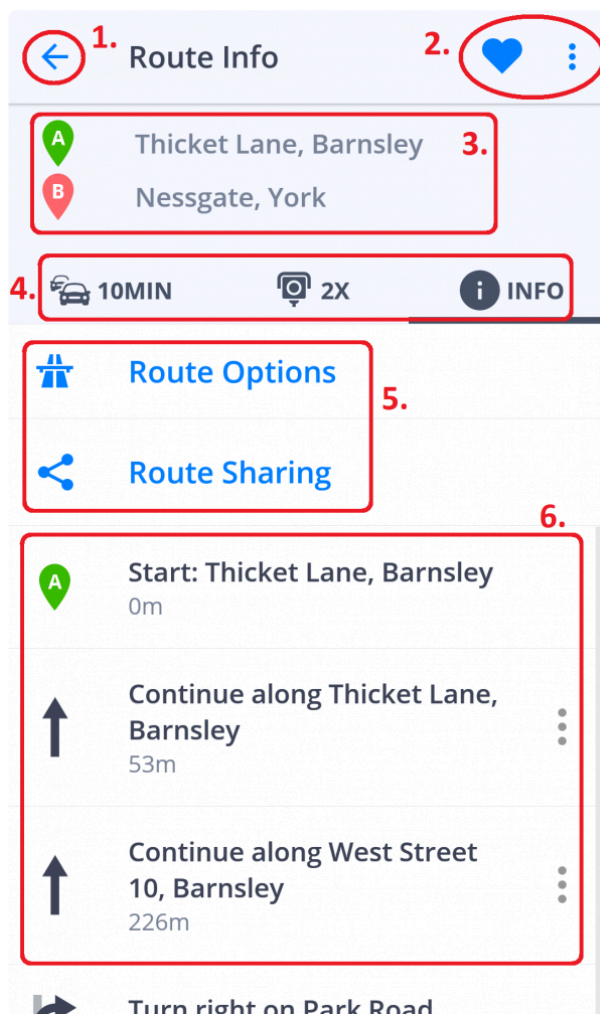 1.
Route Info
2.
A
Thicket Lane, Barnsley
3.
B
Nessgate, York
4.
10MIN
2X
i INFO
Route Options
5.
Route Sharing
6.
A
Start: Thicket Lane, Barnsley
0m
Continue along Thicket Lane,
Barnsley
53m
Continue along West Street
10, Barnsley
226m
Turn right on Park Road